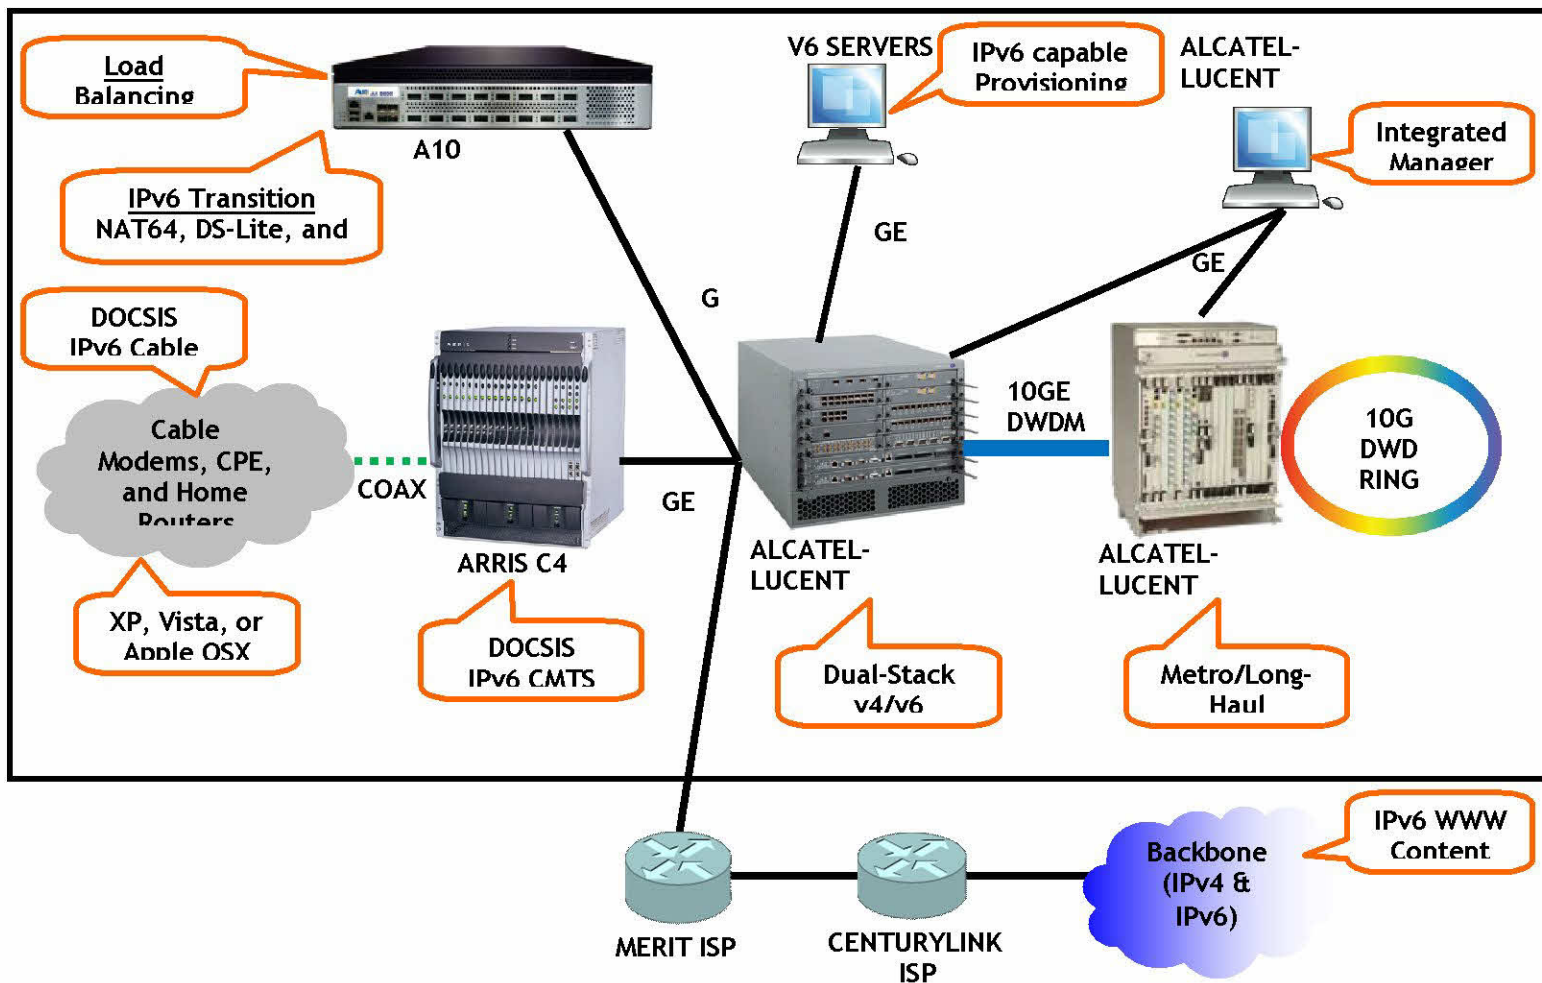 Load
Balancing
A10
IPv6 Transition
NAT64, DS-Lite, and
V6 SERVERS
IPv6 capable
Provisioning
ALCATEL-
LUCENT
Integrated
Manager
GE
GE
G
DOCSIS
IPv6 Cable
Cable
Modems, CPE,
and Home
Routers
COAX
GE
ARRIS C4
10GE
DWDM
10G
DWD
RING
ALCATEL-
LUCENT
ALCATEL-
LUCENT
XP, Vista, or
Apple OSX
DOCSIS
IPv6 CMTS
Dual-Stack
v4/v6
Metro/Long-
Haul
MERIT ISP
CENTURYLINK
ISP
Backbone
(IPv4 &
IPv6)
IPv6 WWW
Content